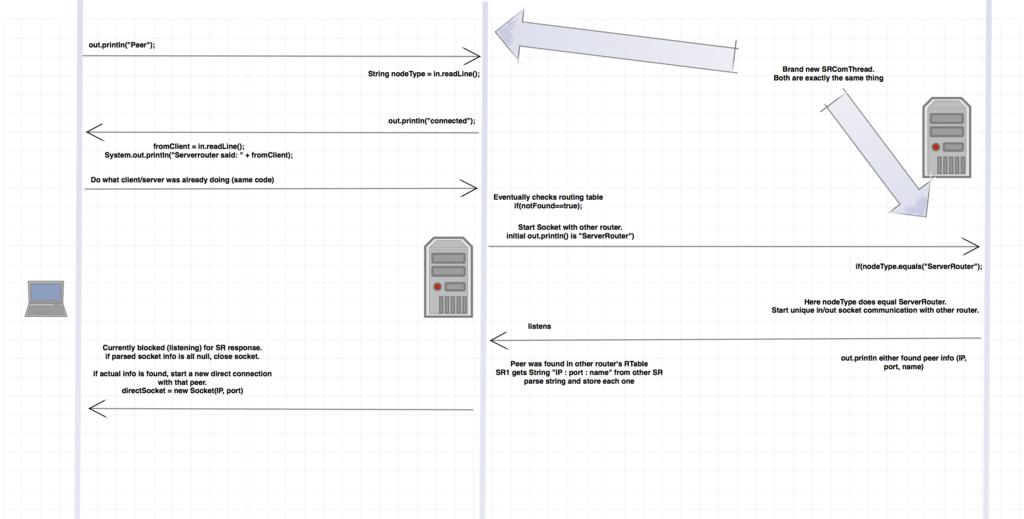 out.println("Peer");
String nodeType = in.readLine();
Brand new SRComThread.
Both are exactly the same thing
out.println("connected");
fromClient = in.readLine();
System.out.println("Serverrouter said: " + fromClient);
Do what client/server was already doing (same code)
Eventually checks routing table
if(notFound==true);
Start Socket with other router.
initial out.println() is "ServerRouter")
if(nodeType.equals("ServerRouter");
Here nodeType does equal ServerRouter.
Start unique in/out socket communication with other router.
listens
Currently blocked (listening) for SR response.
if parsed socket info is all null, close socket.
if actual info is found, start a new direct connection
with that peer.
directSocket = new Socket(IP, port)
Peer was found in other router's RTable
SR1 gets String "IP : port : name" from other SR
parse string and store each one
out.println either found peer info (IP,
port, name)